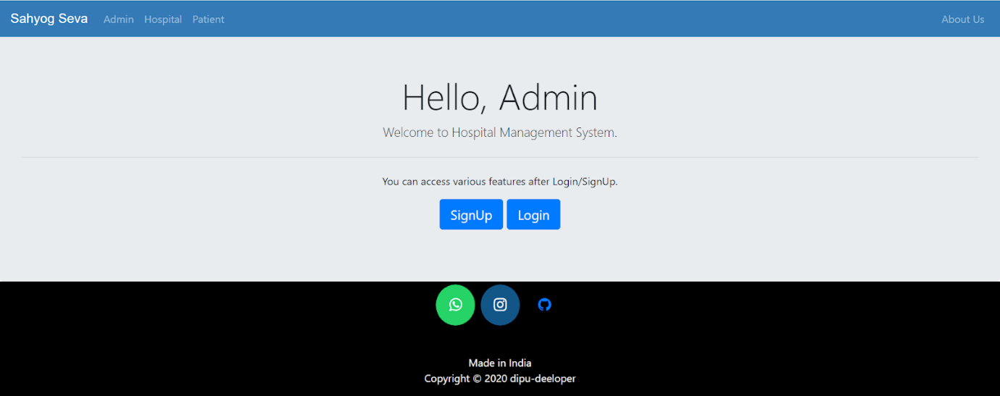 Sahyog Seva Admin Hospital Patient About Us
Hello, Admin
Welcome to Hospital Management System.
You can access various features after Login/SignUp.
SignUp Login
Made in India
Copyright © 2020 dipu-deeloper